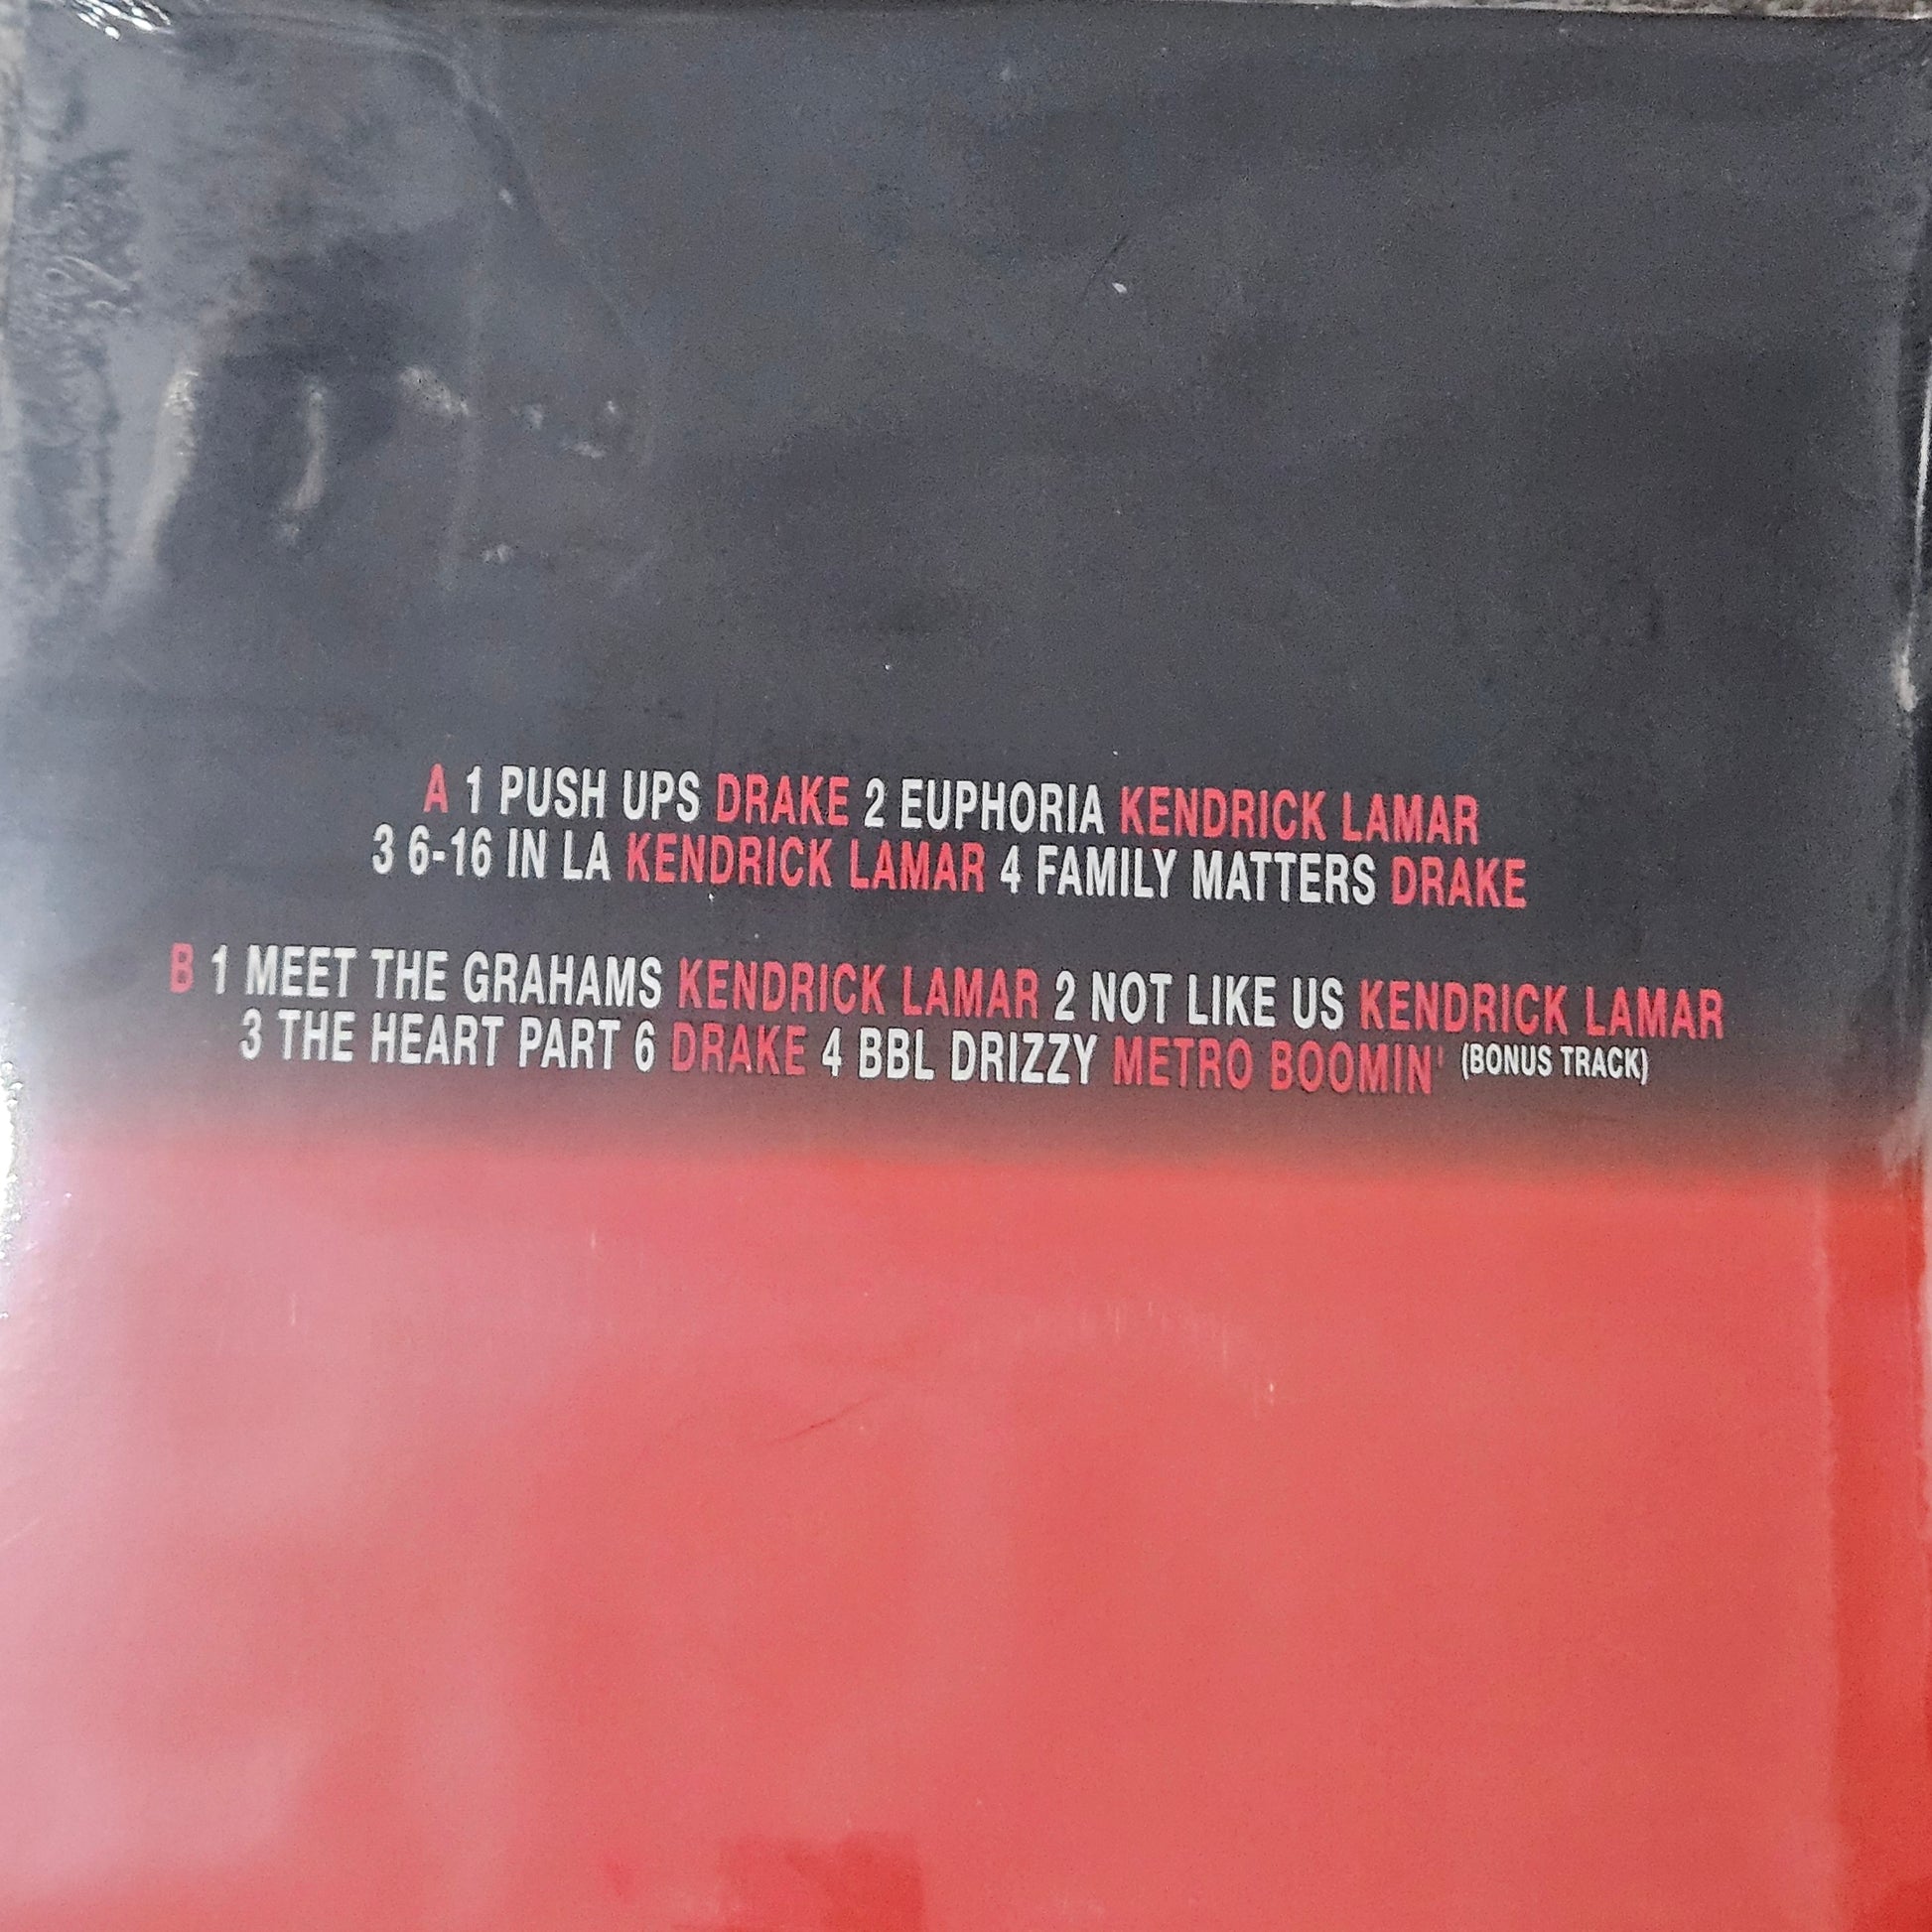 A 1 PUSH UPS DRAKE 2 EUPHORIA KENDRICK LAMAR
3 6-16 IN LA KENDRICK LAMAR 4 FAMILY MATTERS DRAKE
B 1 MEET THE GRAHAMS KENDRICK LAMAR 2 NOT LIKE US KENDRICK LAMAR
3 THE HEART PART 6 DRAKE 4 BBL DRIZZY METRO BOOMIN' (BONUS TRACK)